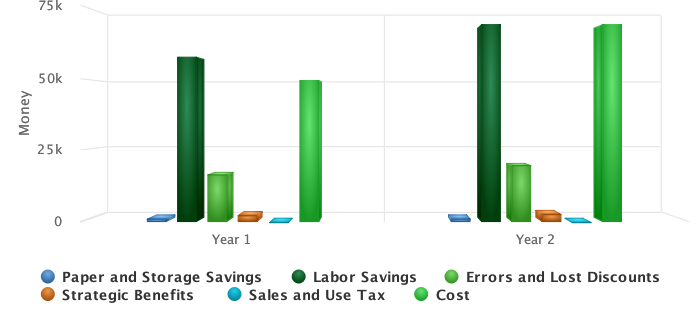 75k
50k
25k
0
Money
Year 1 Year 2
Paper and Storage Savings Labor Savings Errors and Lost Discounts
Strategic Benefits Sales and Use Tax Cost